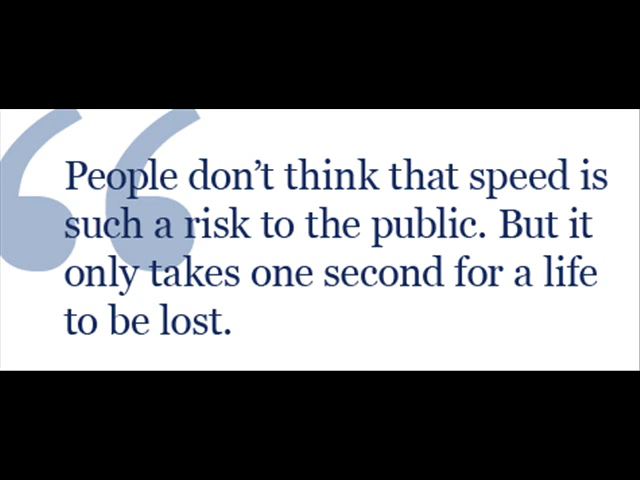 People don’t think that speed is
such a risk to the public. But it
only takes one second for a life
to be lost.